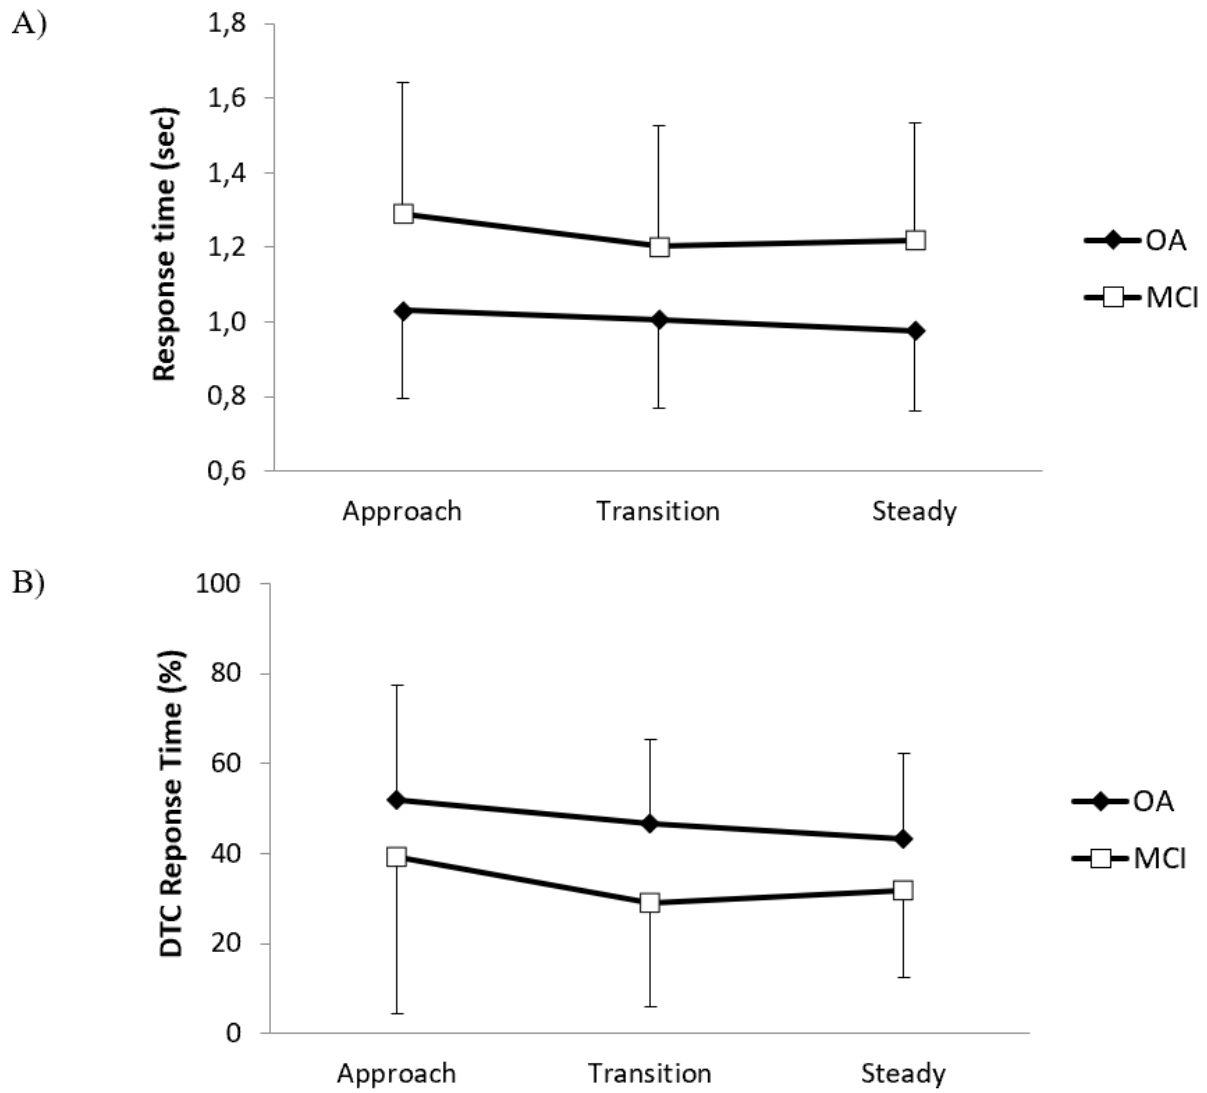 A)
1,8
1,6
1,4
1,2
1,0
0,8
0,6
Response time (sec)
Approach Transition Steady
OA
MCI
B)
100
80
60
40
20
0
DTC Reponse Time (%)
Approach Transition Steady
OA
MCI